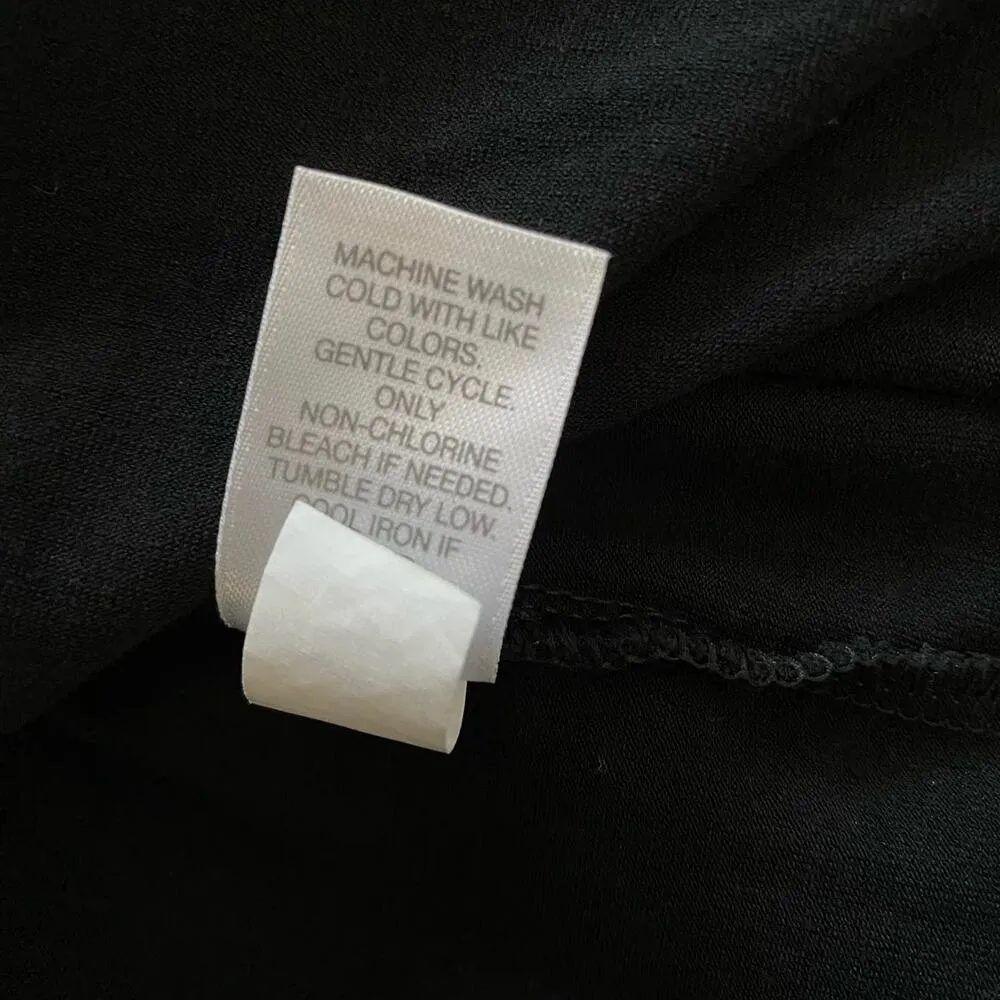 MACHINE WASH
COLD WITH LIKE
COLORS.
GENTLE CYCLE.
ONLY
NON-CHLORINE
BLEACH IF NEEDED.
TUMBLE DRY LOW.
COOL IRON IF